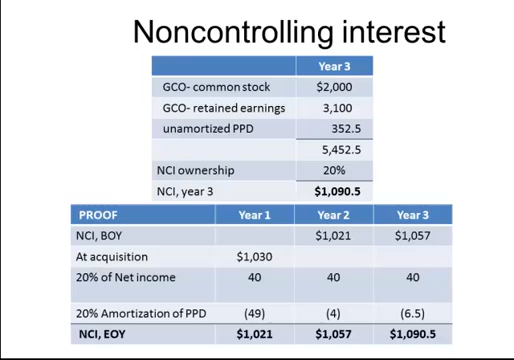 Noncontrolling interest
Year 3
GCO- common stock $2,000
GCO- retained earnings 3,100
unamortized PPD 352.5
5,452.5
NCI ownership 20%
NCI, year 3 $1,090.5
PROOF Year 1 Year 2 Year 3
NCI, BOY $1,021 $1,057
At acquisition $1,030
20% of Net income 40 40 40
20% Amortization of PPD (49) (4) (6.5)
NCI, EOY $1,021 $1,057 $1,090.5